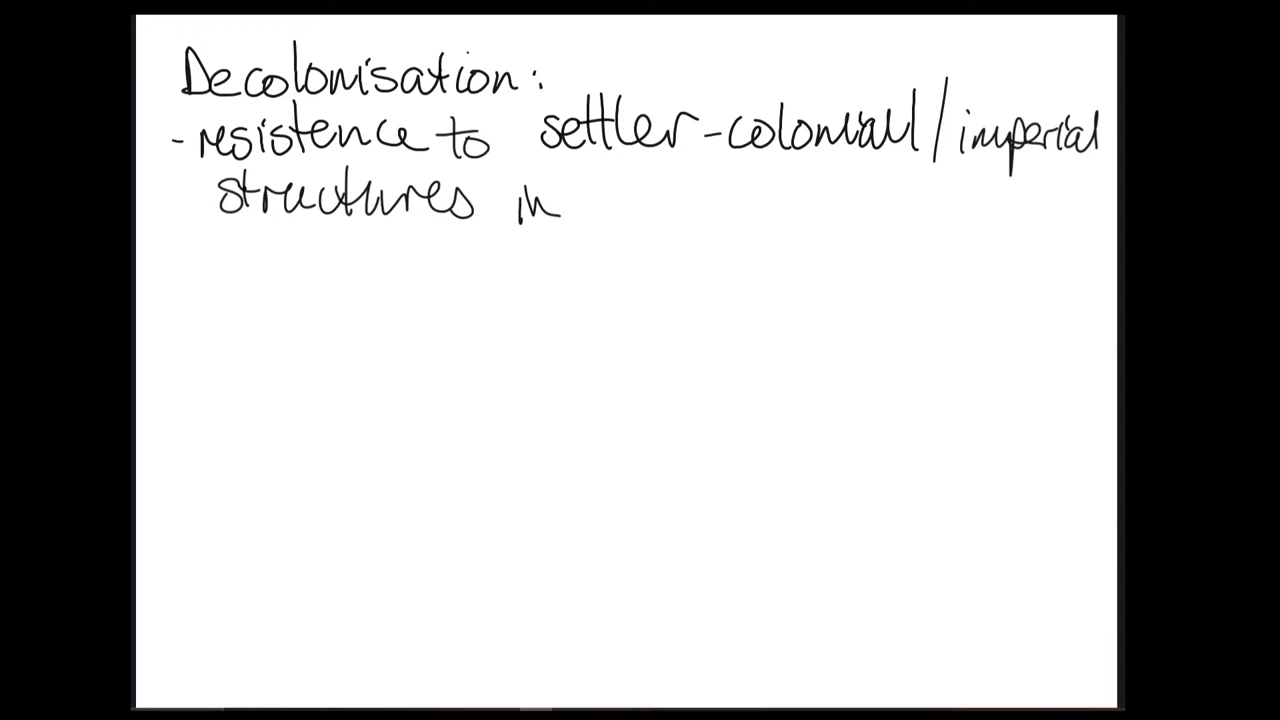 Decolonisation:
- resistence to settler-colonial/imperial
structures in